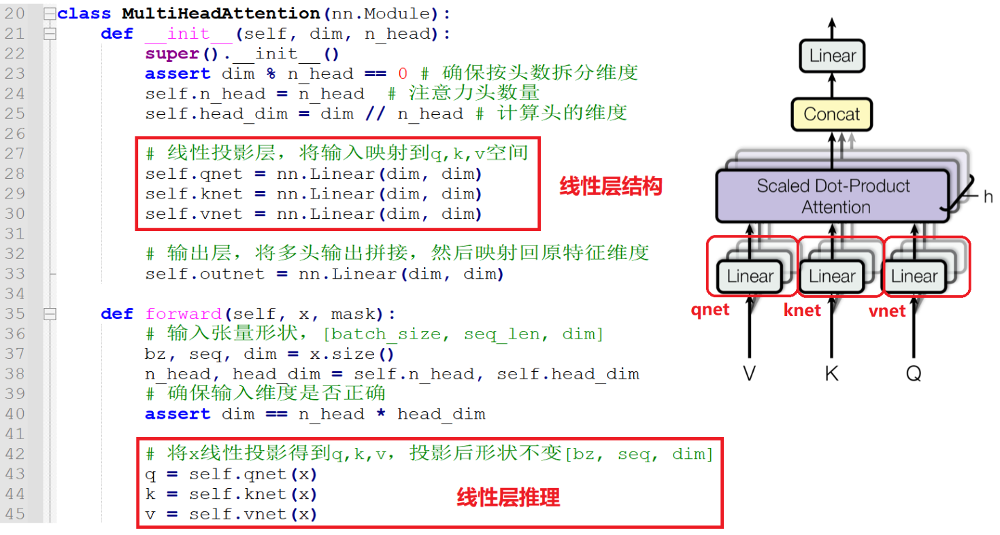 20 class MultiHeadAttention(nn.Module):
21 def __init__(self, dim, n_head):
22 super().__init__()
23 assert dim % n_head == 0 # 确保按头数拆分维度
24 self.n_head = n_head # 注意力头数量
25 self.head_dim = dim // n_head # 计算头的维度
26
27 # 线性投影层，将输入映射到q,k,v空间
28 self.qnet = nn.Linear(dim, dim)
29 self.knet = nn.Linear(dim, dim)
30 self.vnet = nn.Linear(dim, dim)
线性层结构
31
32 # 输出层，将多头输出拼接，然后映射回原特征维度
33 self.outnet = nn.Linear(dim, dim)
34
35 def forward(self, x, mask):
36 # 输入张量形状，[batch_size, seq_len, dim]
37 bz, seq, dim = x.size()
38 n_head, head_dim = self.n_head, self.head_dim
39 # 确保输入维度是否正确
40 assert dim == n_head * head_dim
41
42 # 将x线性投影得到q,k,v，投影后形状不变[bz, seq, dim]
43 q = self.qnet(x)
44 k = self.knet(x)
45 v = self.vnet(x)
线性层推理
Linear
Concat
Scaled Dot-Product
Attention
h
Linear Linear Linear
qnet knet vnet
V K Q